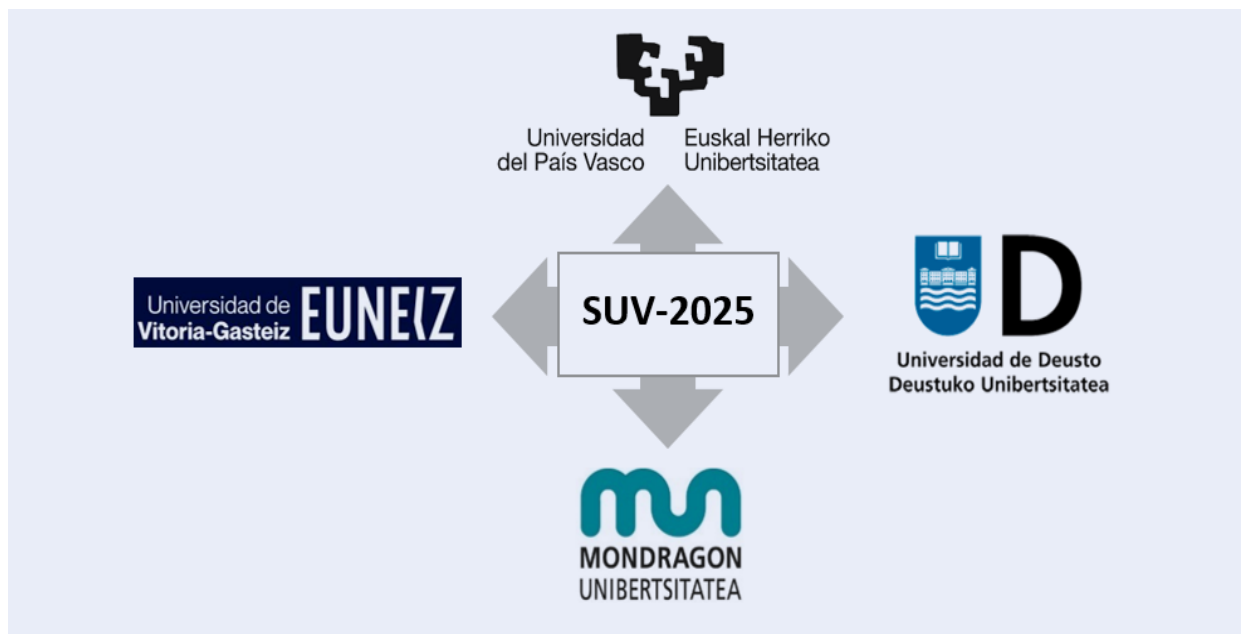 Universidad
del País Vasco
Euskal Herriko
Unibertsitatea
Universidad de
Vitoria-Gasteiz
EUNEIZ
SUV-2025
UD
Universidad de Deusto
Deustuko Unibertsitatea
MONDRAGON
UNIBERTSITATEA